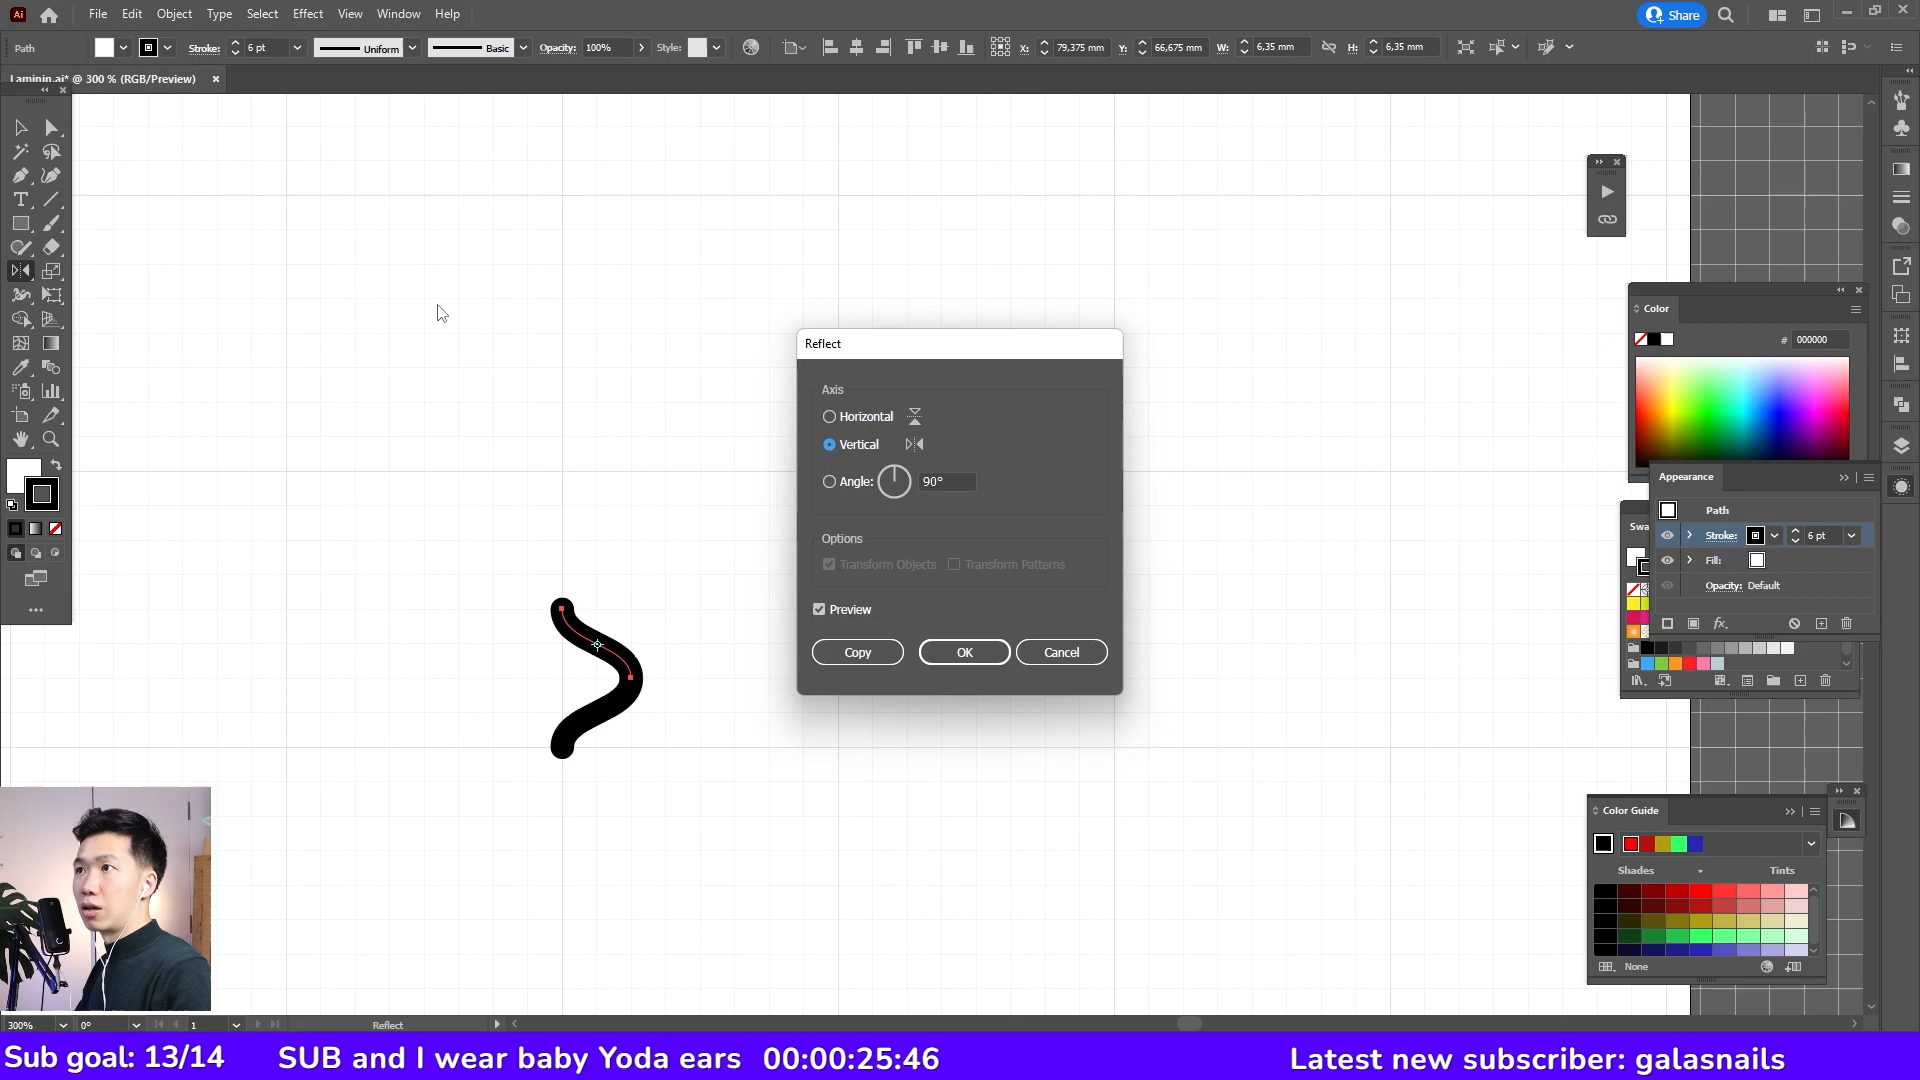 Ai File Edit Object Type Select Effect View Window Help Share
Path Stroke: 6 pt Uniform Basic Opacity: 100% Style: X: 79,375 mm Y: 66,675 mm W: 6,35 mm H: 6,35 mm
Laminin.ai* @ 300 % (RGB/Preview)
Color
# 000000
Reflect
Axis
Horizontal
Vertical
Angle: 90°
Options
Transform Objects Transform Patterns
Preview
Copy OK Cancel
Appearance
Path
Swa Stroke: 6 pt
Fill:
Opacity: Default
fx.
Color Guide
Shades Tints
None
300% 0° 1 Reflect
Sub goal: 13/14 SUB and I wear baby Yoda ears 00:00:25:46 Latest new subscriber: galasnails